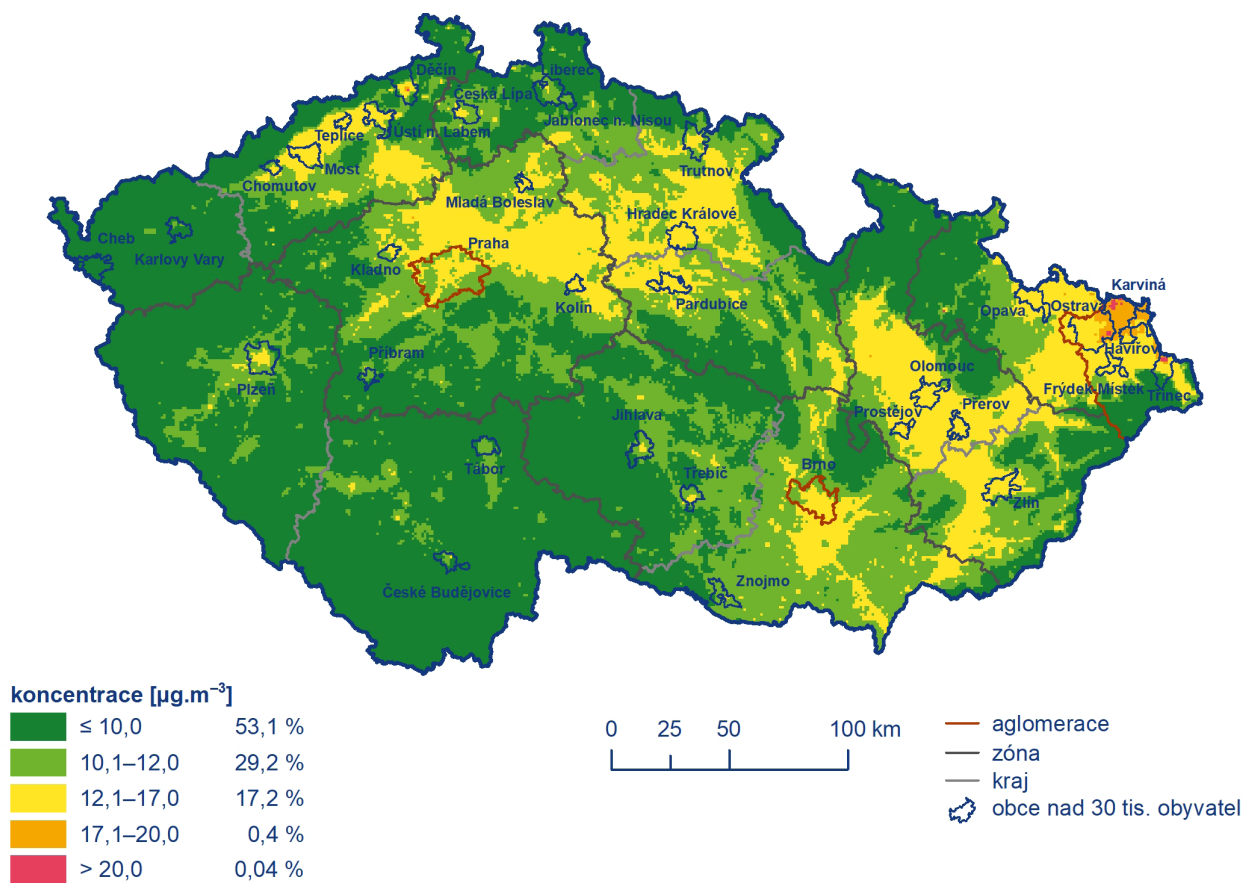 Děčín
Liberec
Česká Lípa
Jablonec n. Nisou
Teplice
Ústí n. Labem
Most
Chomutov
Trutnov
Mladá Boleslav
Hradec Králové
Cheb
Karlovy Vary
Praha
Kladno
Kolín
Pardubice
Karviná
Opava
Ostrava
Havířov
Příbram
Plzeň
Olomouc
Frýdek Místek
Třinec
Prostějov
Přerov
Jihlava
Tábor
Třebíč
Brno
Zlín
České Budějovice
Znojmo
koncentrace [µg.m⁻³]
≤ 10,0 53,1 %
10,1–12,0 29,2 %
12,1–17,0 17,2 %
17,1–20,0 0,4 %
> 20,0 0,04 %
0 25 50 100 km
aglomerace
zóna
kraj
obce nad 30 tis. obyvatel